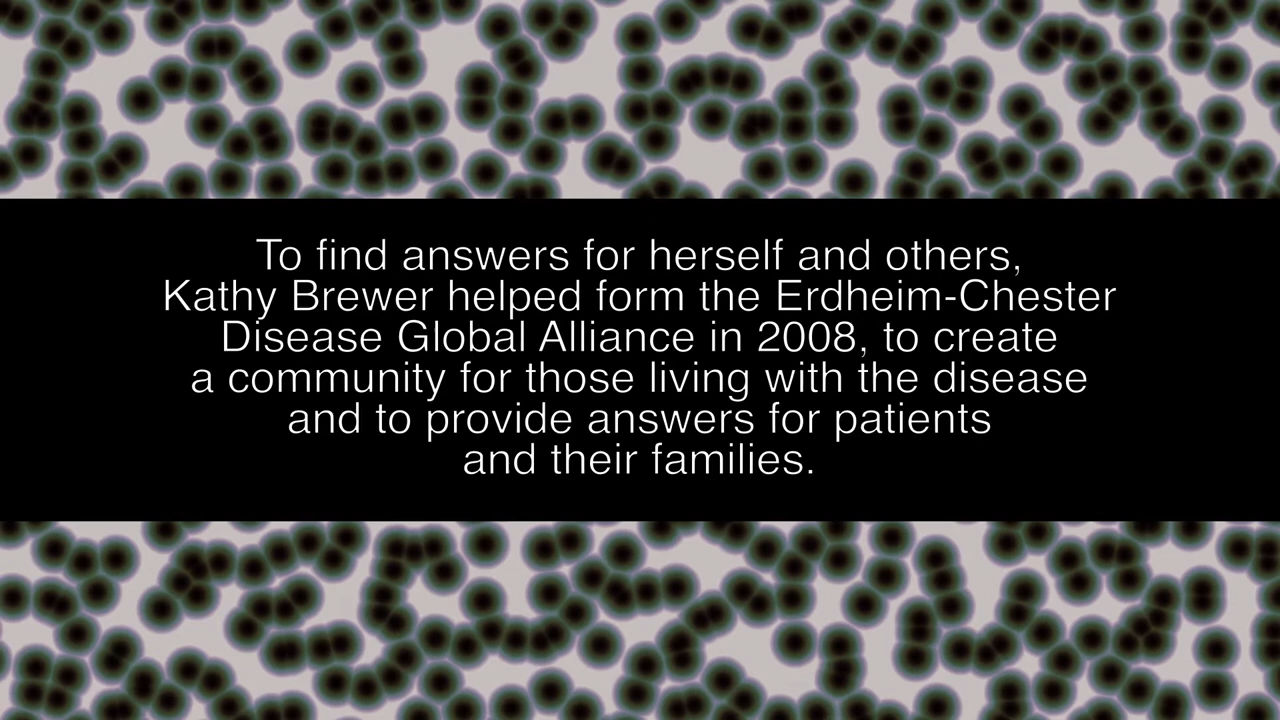 To find answers for herself and others,
Kathy Brewer helped form the Erdheim-Chester
Disease Global Alliance in 2008, to create
a community for those living with the disease
and to provide answers for patients
and their families.